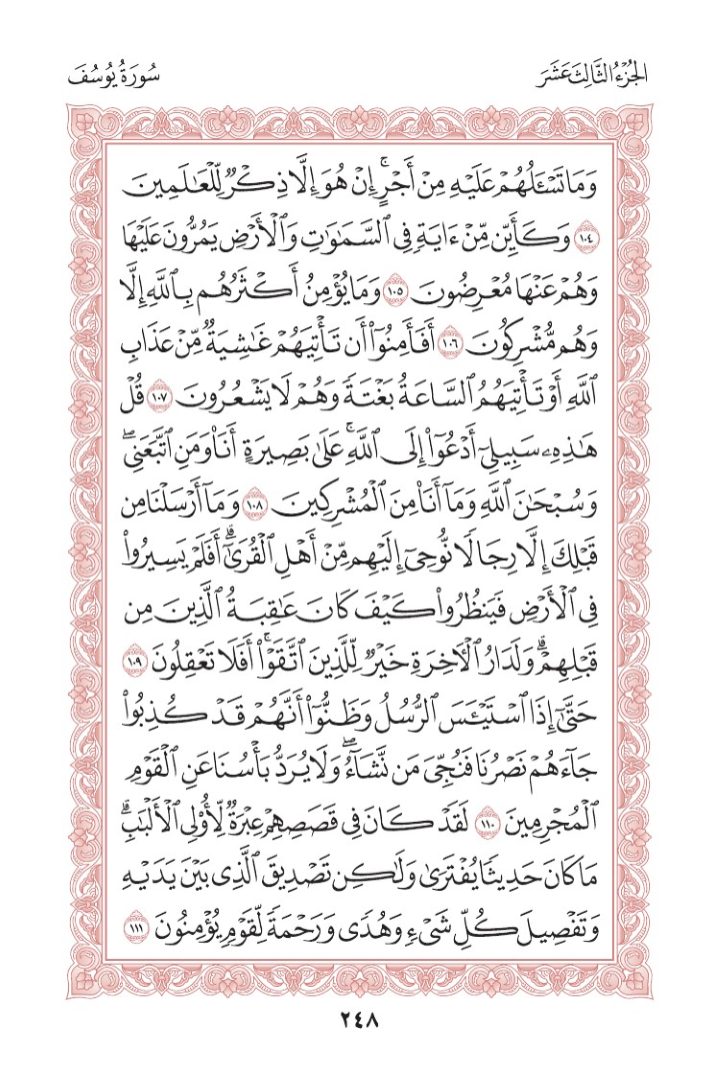 الجُزْءُ الثَّالِثَ عَشَرَ
سُورَةُ يُوسُفَ
وَمَا تَسْـَٔلُهُمْ عَلَيْهِ مِنْ أَجْرٍۚ إِنْ هُوَ إِلَّا ذِكْرٌ لِّلْعَٰلَمِينَ
١٠٤ وَكَأَيِّن مِّنْ ءَايَةٍ فِى ٱلسَّمَٰوَٰتِ وَٱلْأَرْضِ يَمُرُّونَ عَلَيْهَا
وَهُمْ عَنْهَا مُعْرِضُونَ ١٠٥ وَمَا يُؤْمِنُ أَكْثَرُهُم بِٱللَّهِ إِلَّا
وَهُم مُّشْرِكُونَ ١٠٦ أَفَأَمِنُوٓا۟ أَن تَأْتِيَهُمْ غَٰشِيَةٌ مِّنْ عَذَابِ
ٱللَّهِ أَوْ تَأْتِيَهُمُ ٱلسَّاعَةُ بَغْتَةً وَهُمْ لَا يَشْعُرُونَ ١٠٧ قُلْ
هَٰذِهِۦ سَبِيلِىٓ أَدْعُوٓا۟ إِلَى ٱللَّهِۚ عَلَىٰ بَصِيرَةٍ أَنَا۠ وَمَنِ ٱتَّبَعَنِىۖ
وَسُبْحَٰنَ ٱللَّهِ وَمَآ أَنَا۠ مِنَ ٱلْمُشْرِكِينَ ١٠٨ وَمَآ أَرْسَلْنَا مِن
قَبْلِكَ إِلَّا رِجَالًا نُّوحِىٓ إِلَيْهِم مِّنْ أَهْلِ ٱلْقُرَىٰٓۗ أَفَلَمْ يَسِيرُوا۟
فِى ٱلْأَرْضِ فَيَنظُرُوا۟ كَيْفَ كَانَ عَٰقِبَةُ ٱلَّذِينَ مِن
قَبْلِهِمْۗ وَلَدَارُ ٱلْءَاخِرَةِ خَيْرٌ لِّلَّذِينَ ٱتَّقَوْا۟ۚ أَفَلَا تَعْقِلُونَ ١٠٩
حَتَّىٰٓ إِذَا ٱسْتَيْـَٔسَ ٱلرُّسُلُ وَظَنُّوٓا۟ أَنَّهُمْ قَدْ كُذِبُوا۟
جَآءَهُمْ نَصْرُنَا فَنُجِّىَ مَن نَّشَآءُۖ وَلَا يُرَدُّ بَأْسُنَا عَنِ ٱلْقَوْمِ
ٱلْمُجْرِمِينَ ١١٠ لَقَدْ كَانَ فِى قَصَصِهِمْ عِبْرَةٌ لِّأُو۟لِى ٱلْأَلْبَٰبِۗ
مَا كَانَ حَدِيثًا يُفْتَرَىٰ وَلَٰكِن تَصْدِيقَ ٱلَّذِى بَيْنَ يَدَيْهِ
وَتَفْصِيلَ كُلِّ شَىْءٍ وَهُدًى وَرَحْمَةً لِّقَوْمٍ يُؤْمِنُونَ ١١١
٢٤٨